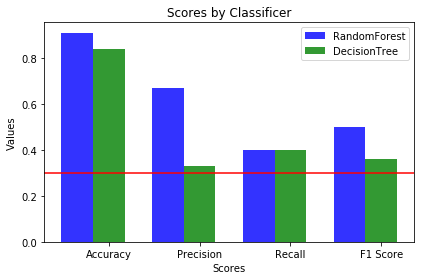 Scores by Classificer
RandomForest
DecisionTree
Values
0.8
0.6
0.4
0.2
0.0
Accuracy Precision Recall F1 Score
Scores